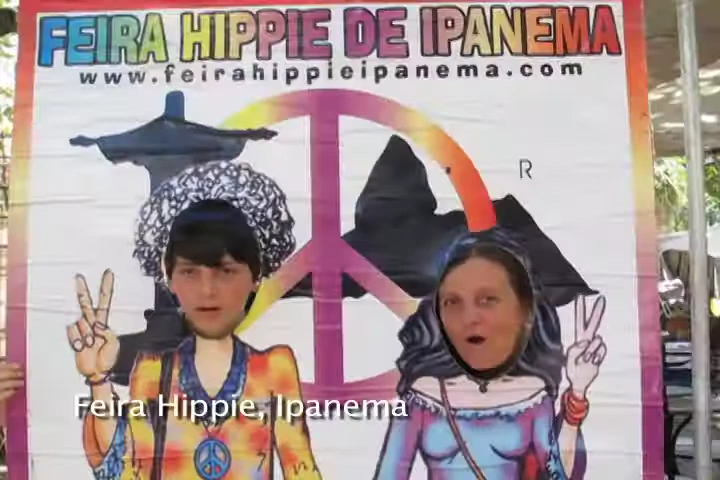 FEIRA HIPPIE DE IPANEMA
www.feirahippieipanema.com
R
Feira Hippie, Ipanema